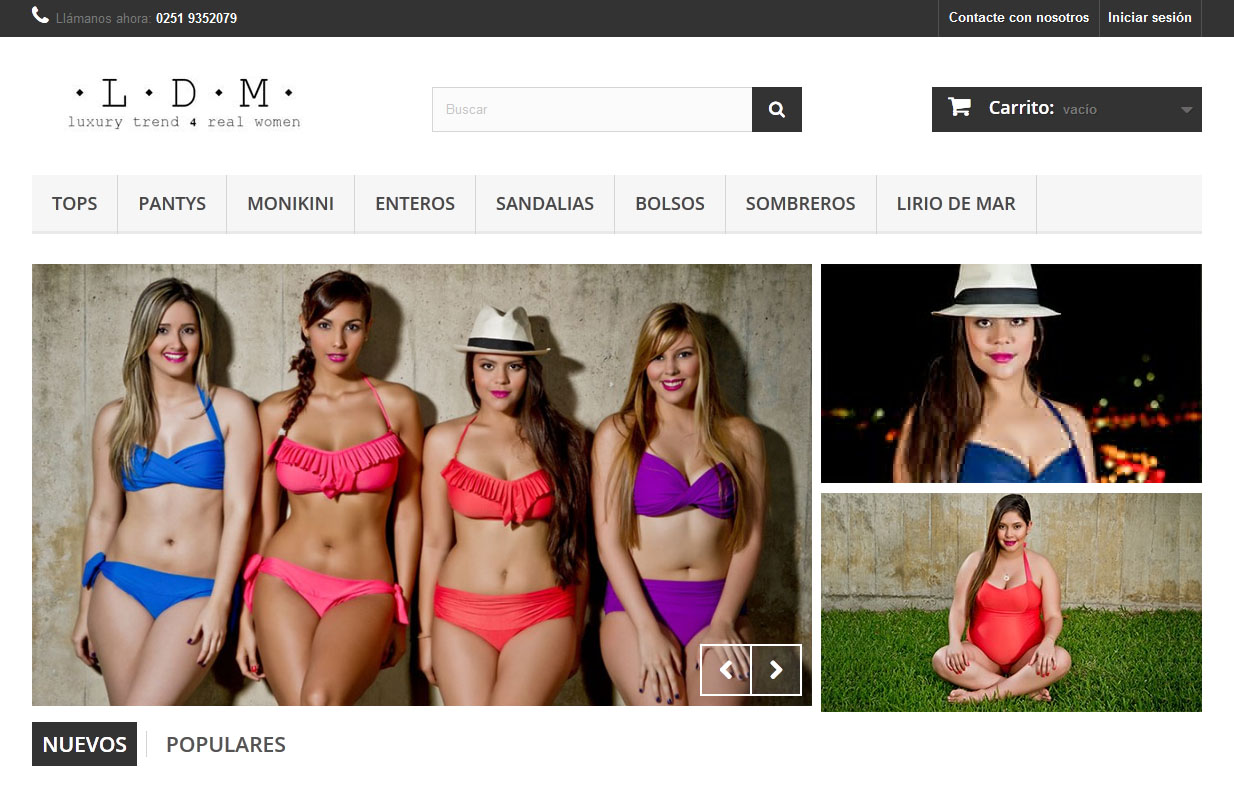 Llámanos ahora: 0251 9352079
Contacte con nosotros
Iniciar sesión
· L · D · M ·
luxury trend 4 real women
Buscar
Carrito: vacío
TOPS
PANTYS
MONIKINI
ENTEROS
SANDALIAS
BOLSOS
SOMBREROS
LIRIO DE MAR
NUEVOS
POPULARES